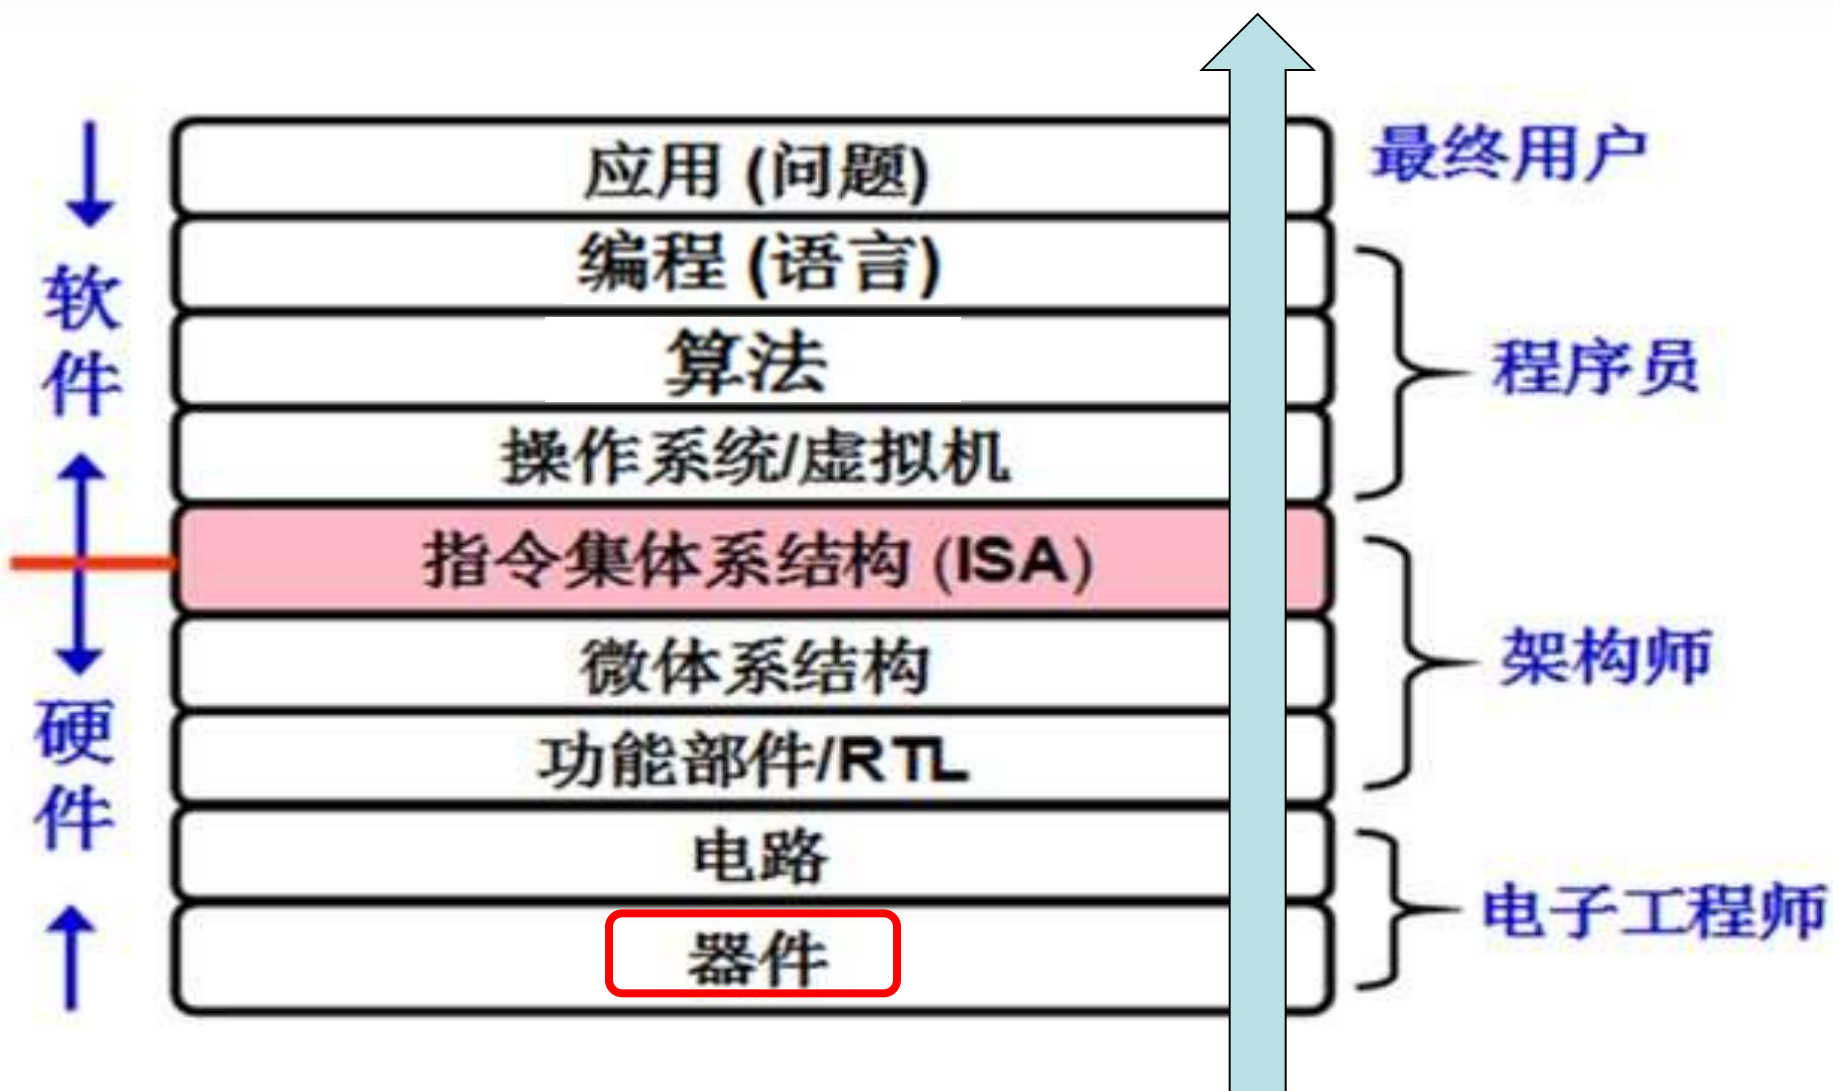 应用 (问题)
最终用户
编程 (语言)
软件
算法
程序员
操作系统/虚拟机
指令集体系结构 (ISA)
微体系结构
架构师
硬件
功能部件/RTL
电路
电子工程师
器件